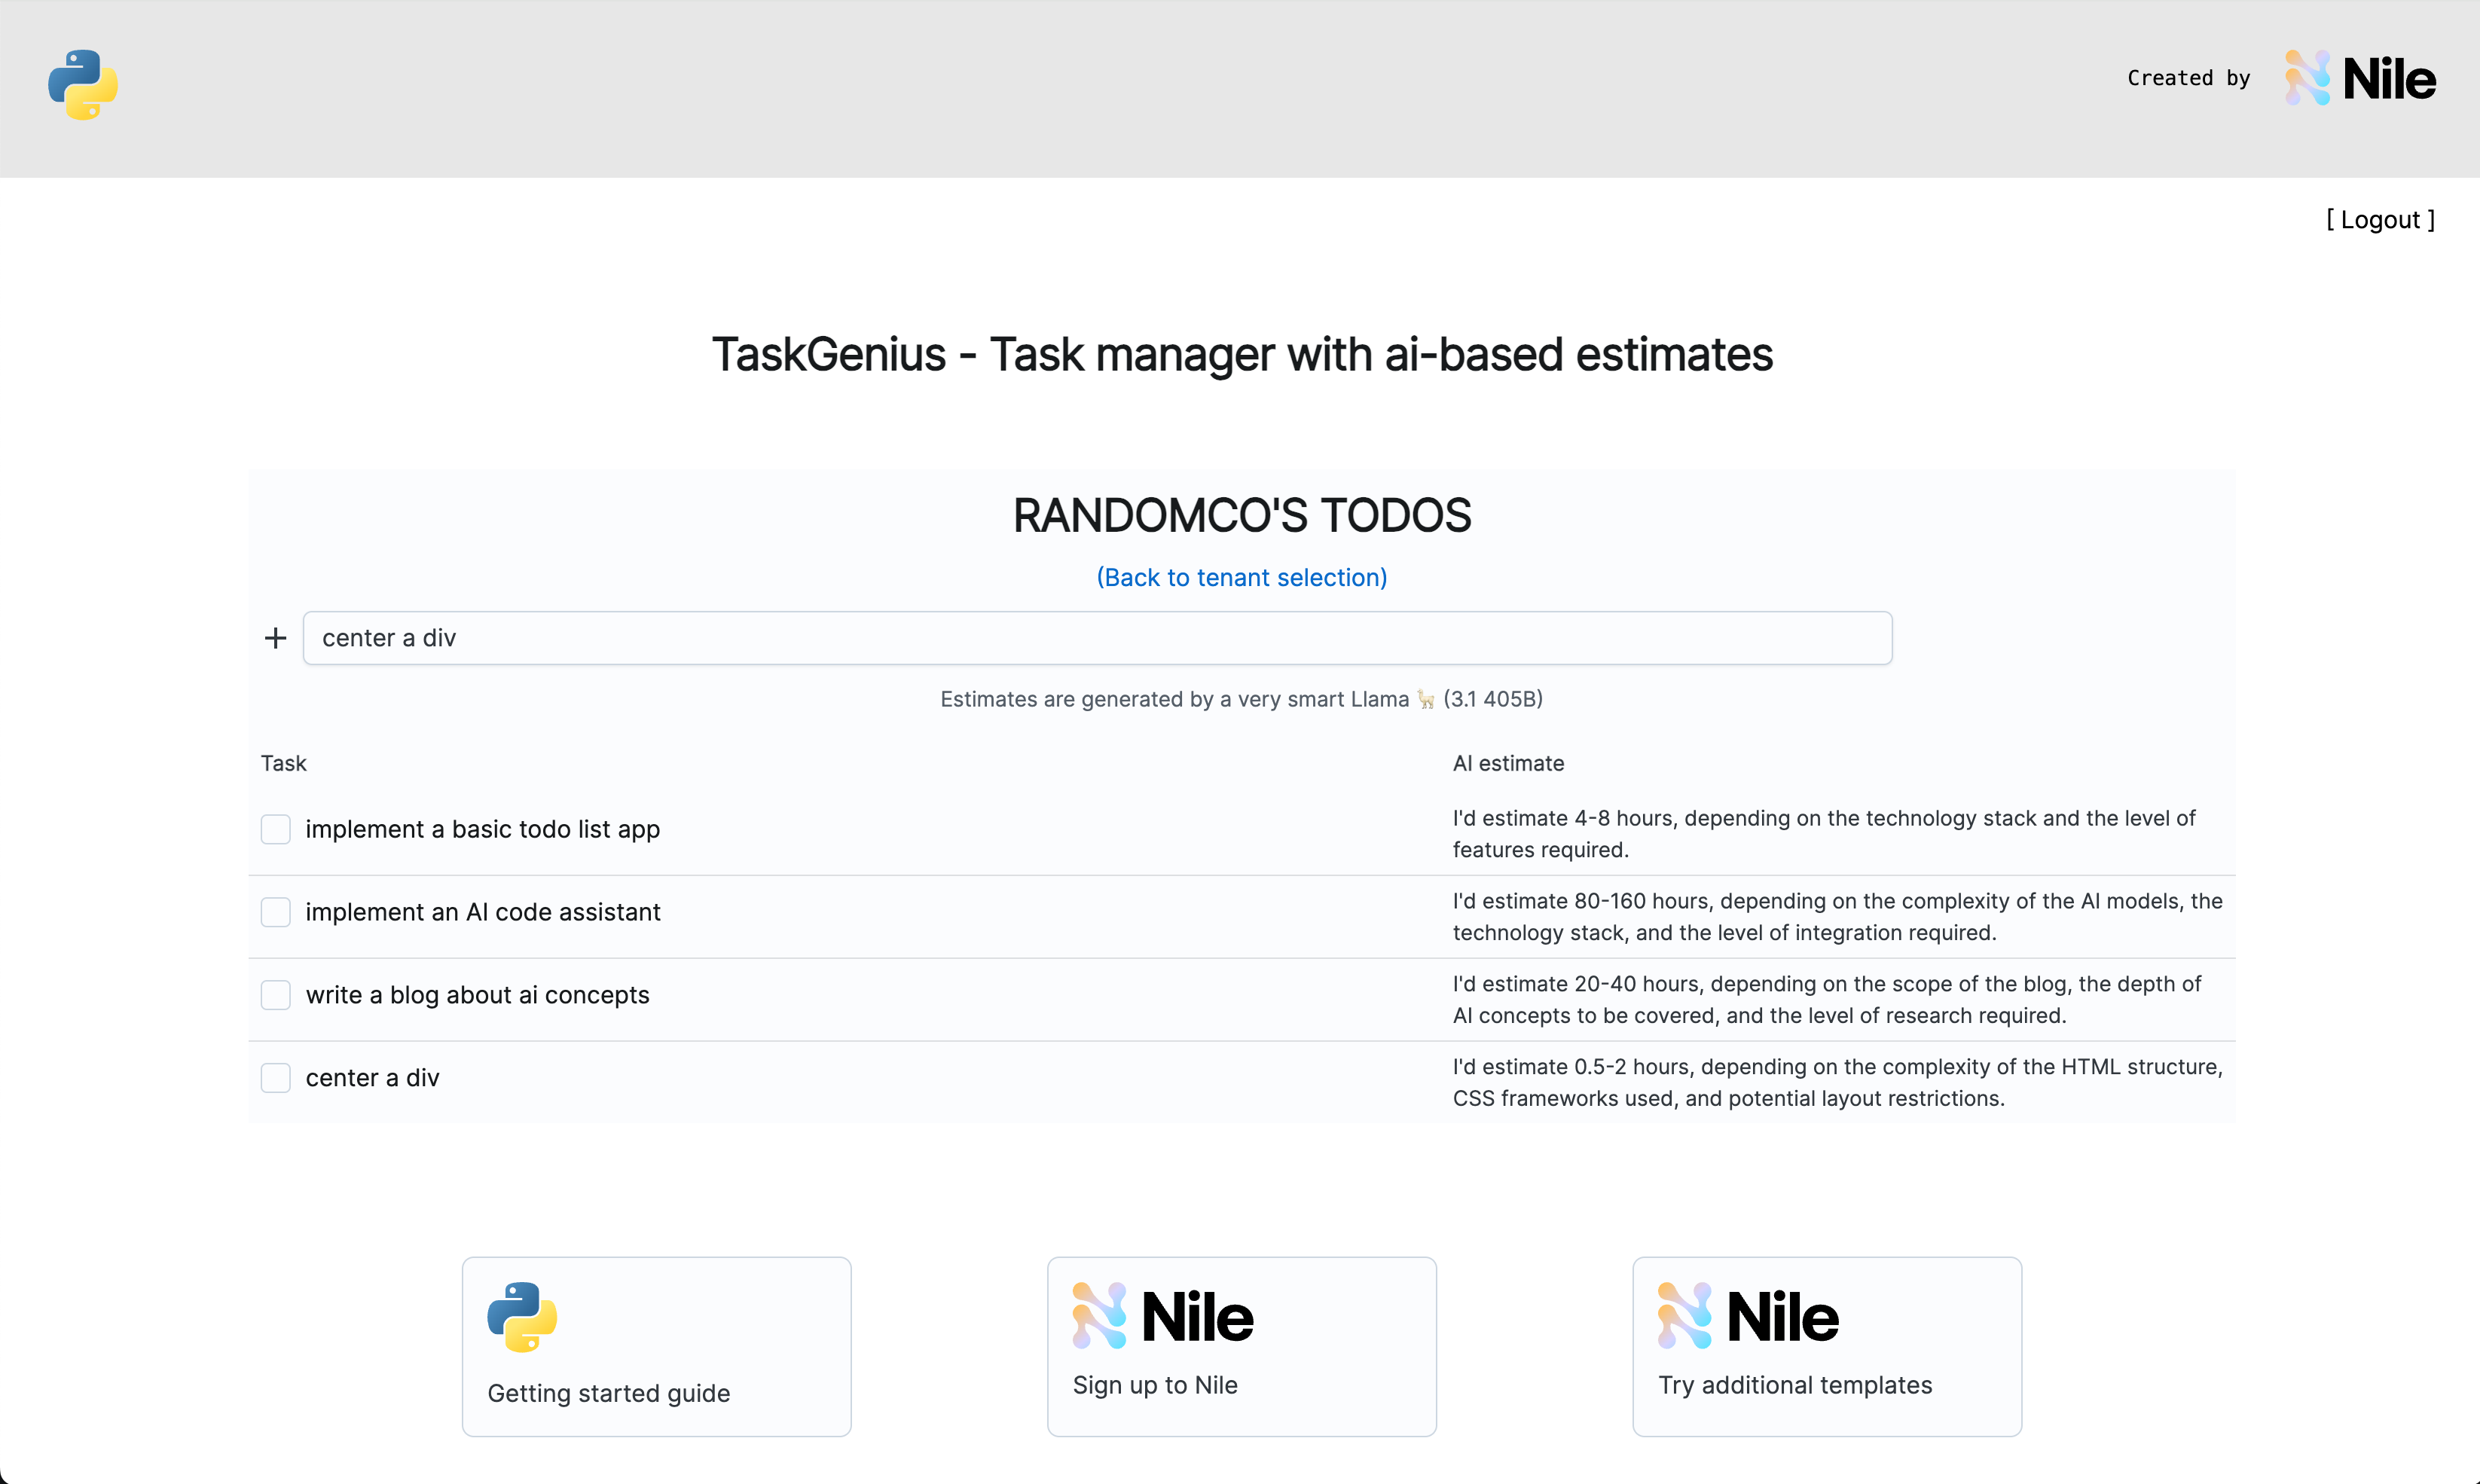 Created by
Nile
[ Logout ]
TaskGenius - Task manager with ai-based estimates
RANDOMCO'S TODOS
(Back to tenant selection)
+ center a div
Estimates are generated by a very smart Llama 🦙 (3.1 405B)
Task
AI estimate
implement a basic todo list app
I'd estimate 4-8 hours, depending on the technology stack and the level of
features required.
implement an AI code assistant
I'd estimate 80-160 hours, depending on the complexity of the AI models, the
technology stack, and the level of integration required.
write a blog about ai concepts
I'd estimate 20-40 hours, depending on the scope of the blog, the depth of
AI concepts to be covered, and the level of research required.
center a div
I'd estimate 0.5-2 hours, depending on the complexity of the HTML structure,
CSS frameworks used, and potential layout restrictions.
Getting started guide
Nile
Sign up to Nile
Nile
Try additional templates